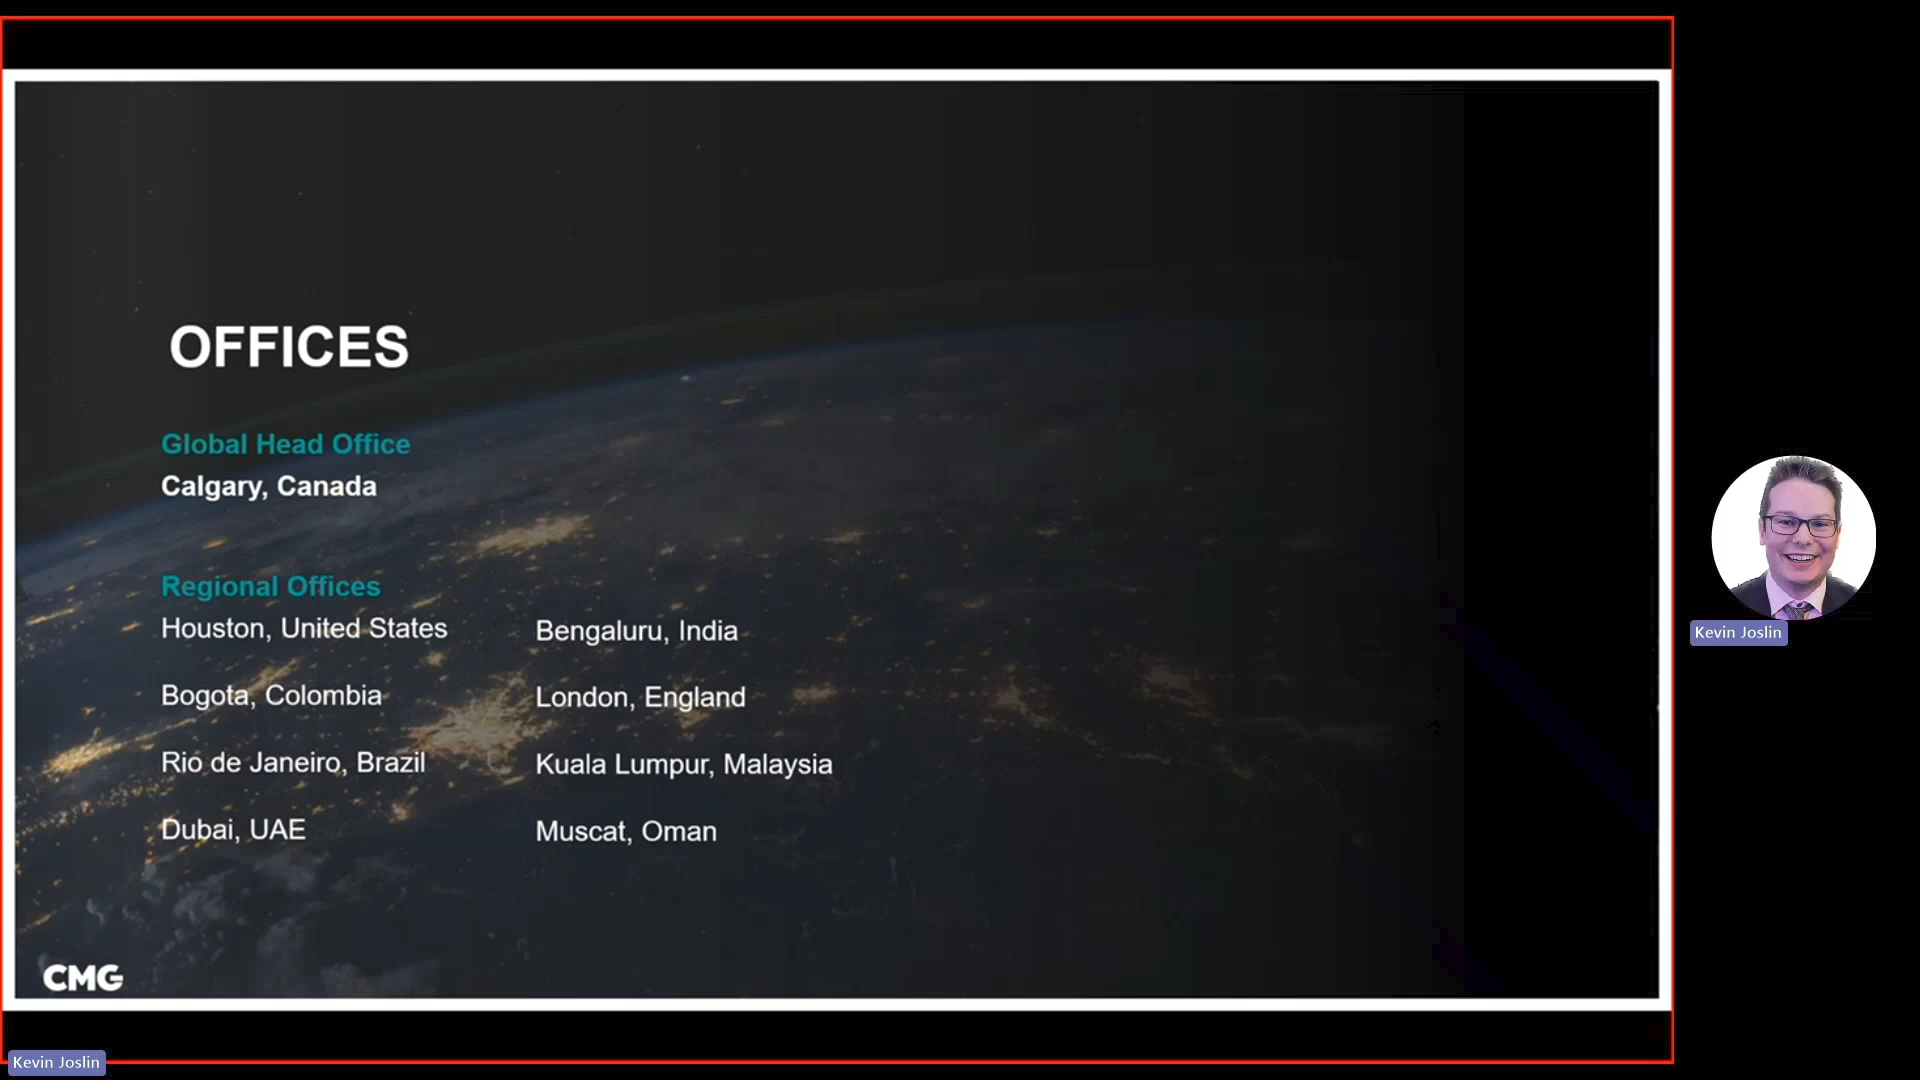 OFFICES
Global Head Office
Calgary, Canada
Regional Offices
Houston, United States
Bogota, Colombia
Rio de Janeiro, Brazil
Dubai, UAE
Bengaluru, India
London, England
Kuala Lumpur, Malaysia
Muscat, Oman
CMG
Kevin Joslin
Kevin Joslin